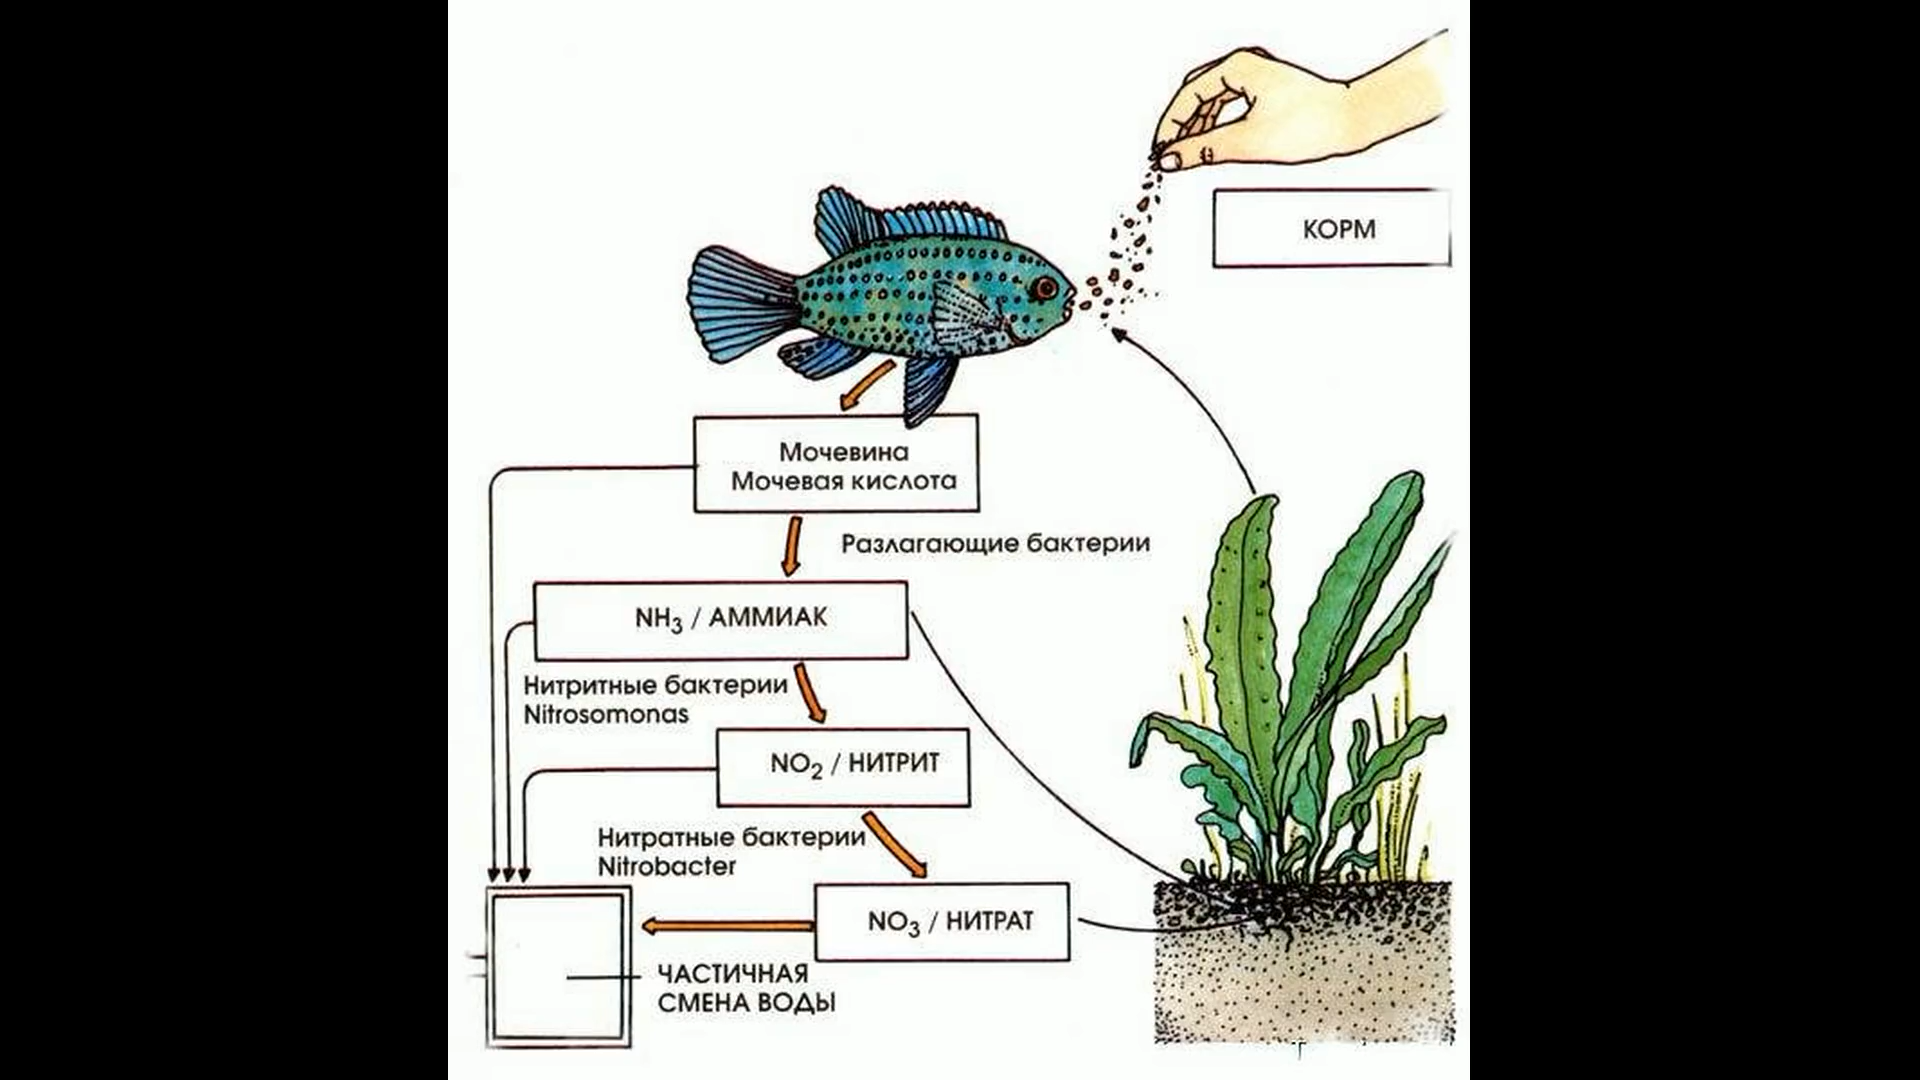 КОРМ
Мочевина
Мочевая кислота
Разлагающие бактерии
NH₃ / АММИАК
Нитритные бактерии
Nitrosomonas
NO₂ / НИТРИТ
Нитратные бактерии
Nitrobacter
NO₃ / НИТРАТ
ЧАСТИЧНАЯ
СМЕНА ВОДЫ